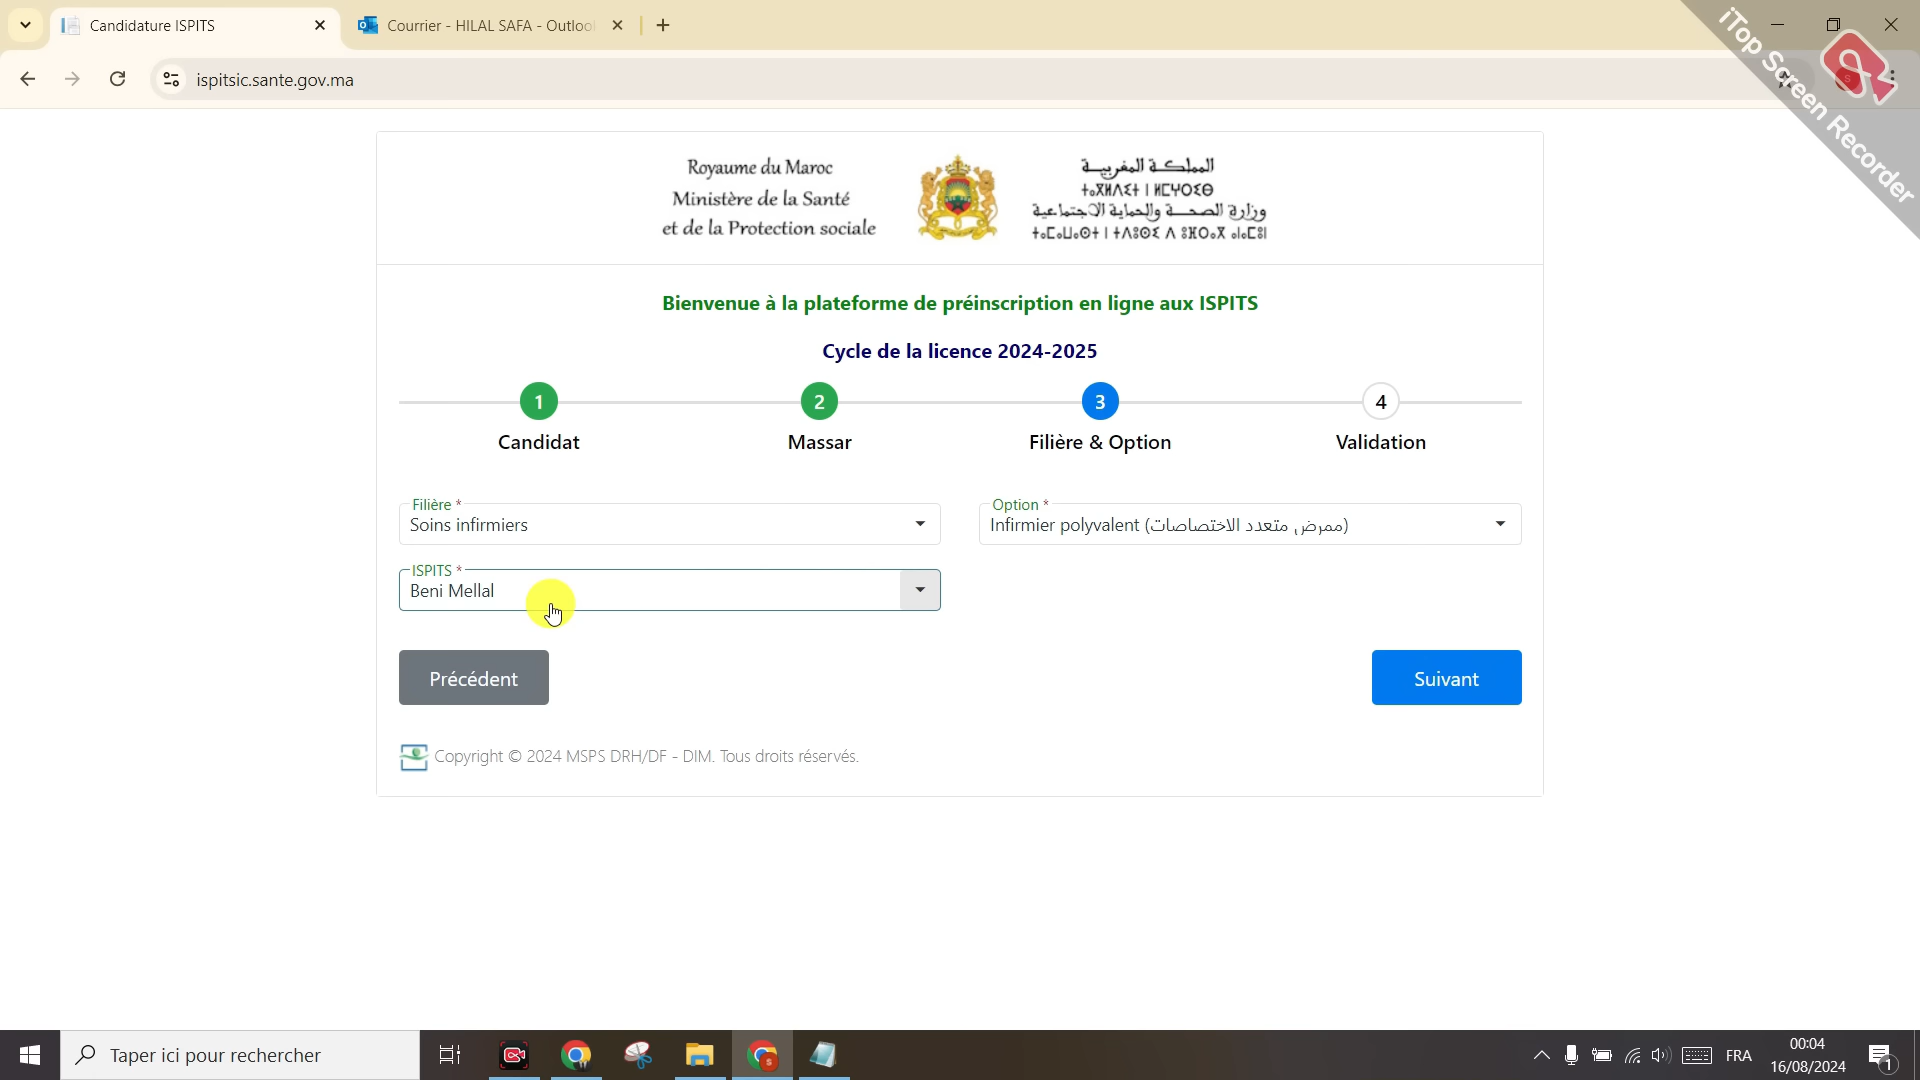 Candidature ISPITS
Courrier - HILAL SAFA - Outloo
ispitsic.sante.gov.ma
iTop Screen Recorder
Royaume du Maroc
Ministère de la Santé
et de la Protection sociale
المملكة المغربية
ⵜⴰⴳⵍⴷⵉⵜ ⵏ ⵍⵎⵖⵔⵉⴱ
وزارة الصحة والحماية الاجتماعية
Bienvenue à la plateforme de préinscription en ligne aux ISPITS
Cycle de la licence 2024-2025
1
2
3
4
Candidat
Massar
Filière & Option
Validation
Filière *
Soins infirmiers
Option *
Infirmier polyvalent (ممرض متعدد الاختصاصات)
ISPITS *
Beni Mellal
Précédent
Suivant
Copyright © 2024 MSPS DRH/DF - DIM. Tous droits réservés.
Taper ici pour rechercher
FRA
00:04
16/08/2024
1